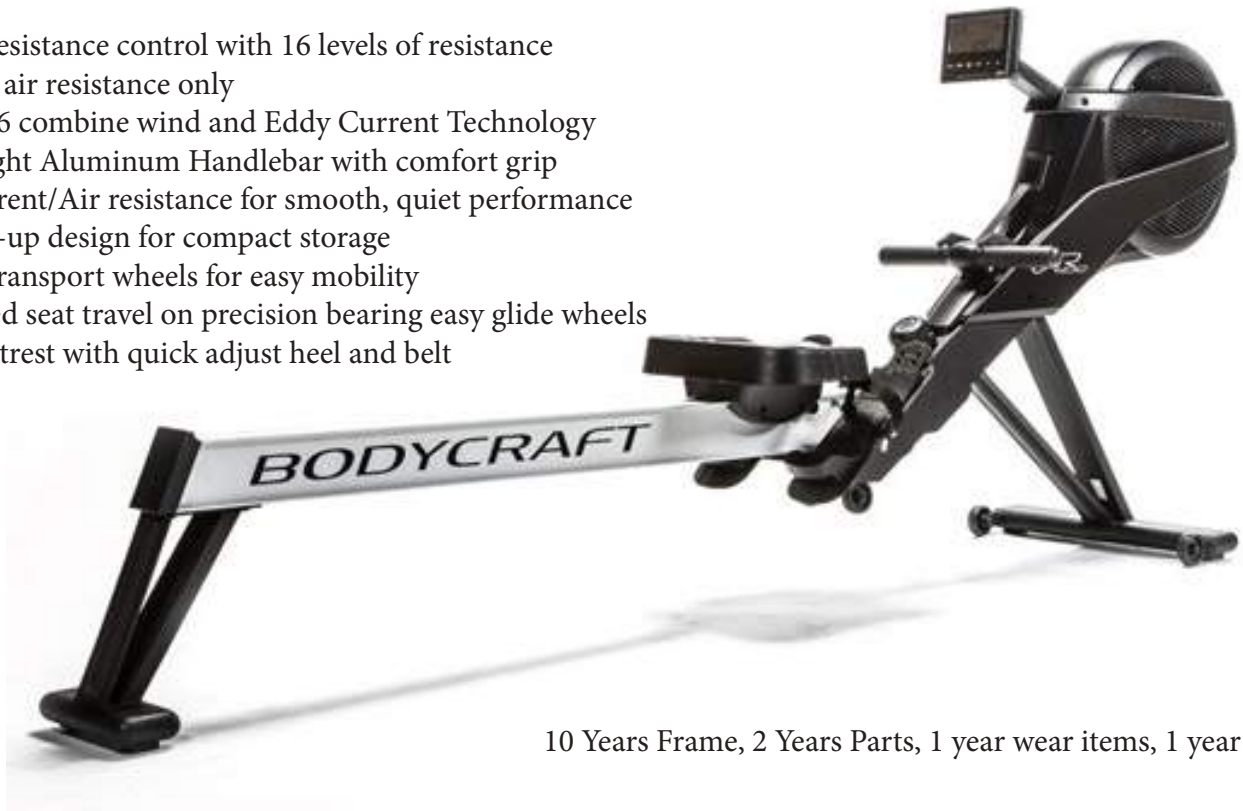 esistance control with 16 levels of resistance
air resistance only
6 combine wind and Eddy Current Technology
ght Aluminum Handlebar with comfort grip
rent/Air resistance for smooth, quiet performance
-up design for compact storage
ransport wheels for easy mobility
d seat travel on precision bearing easy glide wheels
trest with quick adjust heel and belt
BODYCRAFT
10 Years Frame, 2 Years Parts, 1 year wear items, 1 year